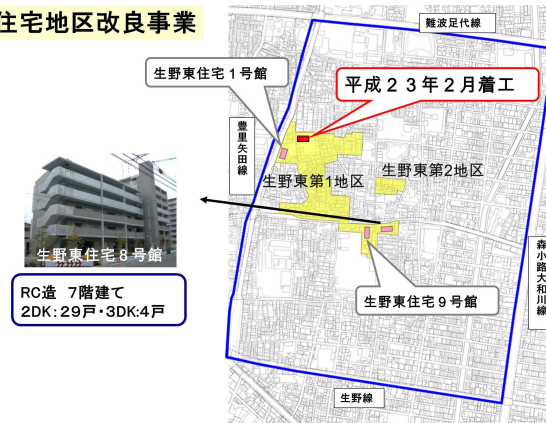 住宅地区改良事業
難波足代線
生野東住宅１号館
平成２３年２月着工
豊里矢田線
生野東第1地区
生野東第2地区
生野東住宅８号館
森小路大和川線
RC造　7階建て
2DK：29戸・3DK:4戸
生野東住宅９号館
生野線